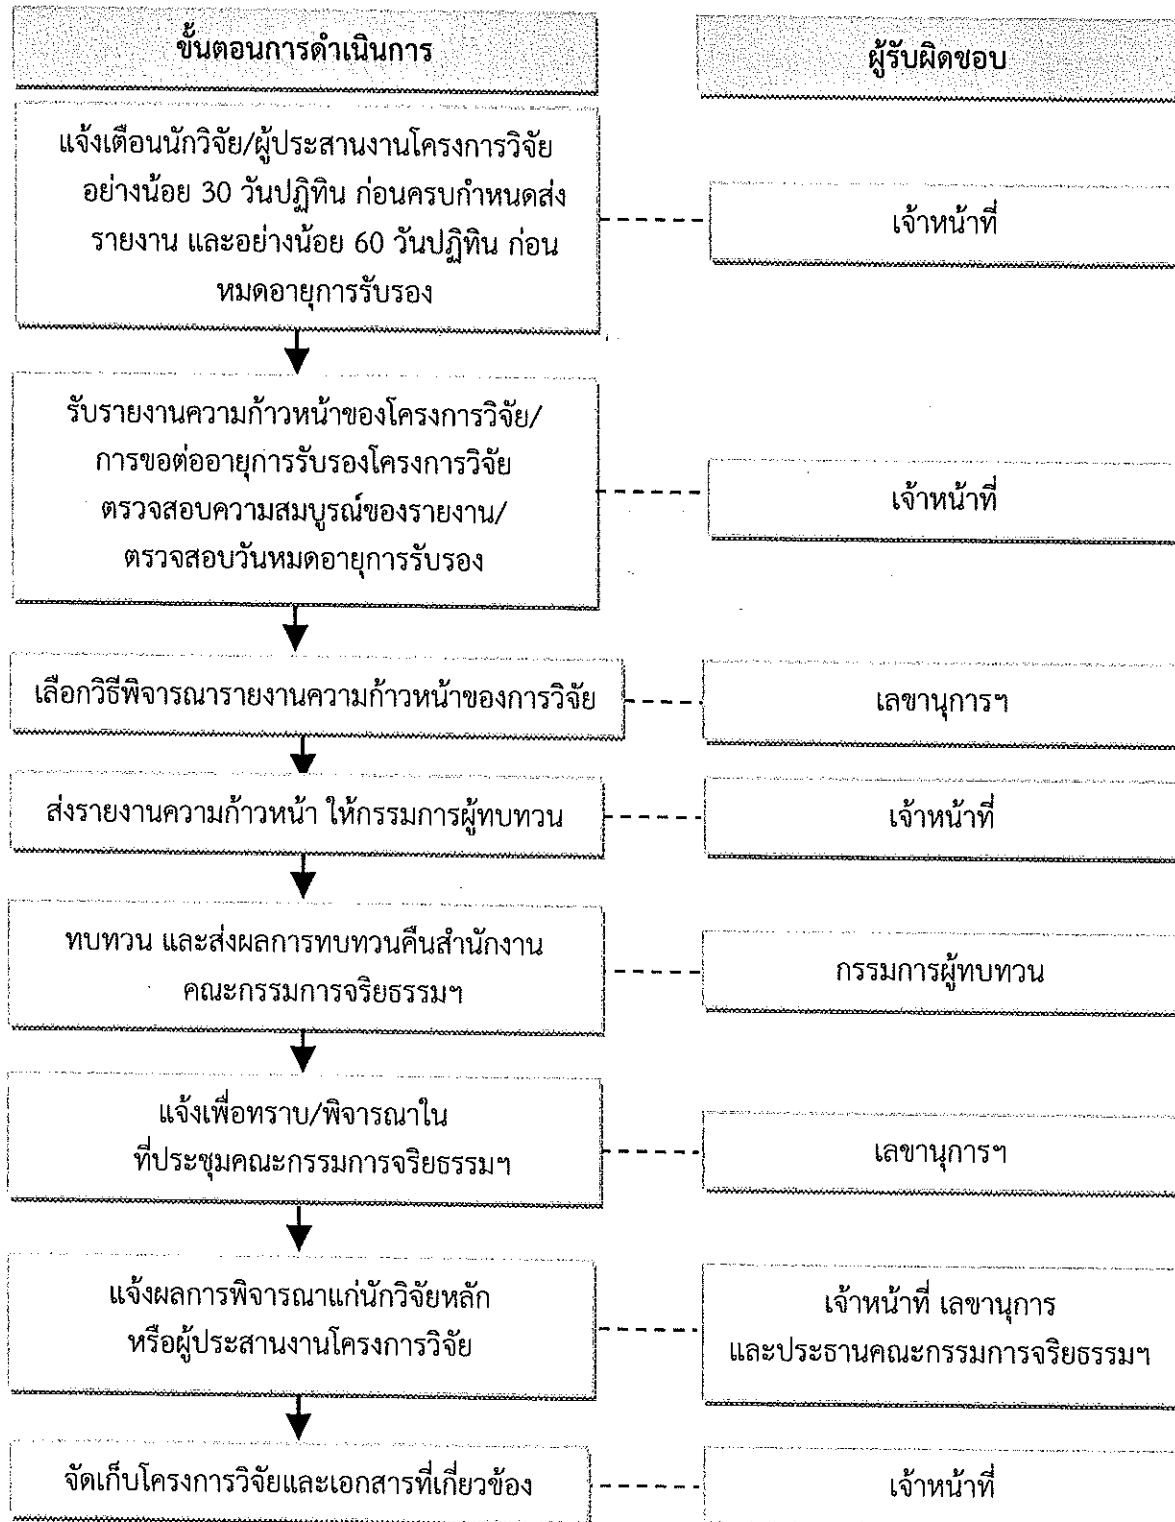 ขั้นตอนการดำเนินการ
ผู้รับผิดชอบ
แจ้งเตือนนักวิจัย/ผู้ประสานงานโครงการวิจัย
อย่างน้อย 30 วันปฏิทิน ก่อนครบกำหนดส่ง
รายงาน และอย่างน้อย 60 วันปฏิทิน ก่อน
หมดอายุการรับรอง
เจ้าหน้าที่
รับรายงานความก้าวหน้าของโครงการวิจัย/
การขอต่ออายุการรับรองโครงการวิจัย
ตรวจสอบความสมบูรณ์ของรายงาน/
ตรวจสอบวันหมดอายุการรับรอง
เจ้าหน้าที่
เลือกวิธีพิจารณารายงานความก้าวหน้าของการวิจัย
เลขานุการฯ
ส่งรายงานความก้าวหน้า ให้กรรมการผู้ทบทวน
เจ้าหน้าที่
ทบทวน และส่งผลการทบทวนคืนสำนักงาน
คณะกรรมการจริยธรรมฯ
กรรมการผู้ทบทวน
แจ้งเพื่อทราบ/พิจารณาใน
ที่ประชุมคณะกรรมการจริยธรรมฯ
เลขานุการฯ
แจ้งผลการพิจารณาแก่นักวิจัยหลัก
หรือผู้ประสานงานโครงการวิจัย
เจ้าหน้าที่ เลขานุการ
และประธานคณะกรรมการจริยธรรมฯ
จัดเก็บโครงการวิจัยและเอกสารที่เกี่ยวข้อง
เจ้าหน้าที่